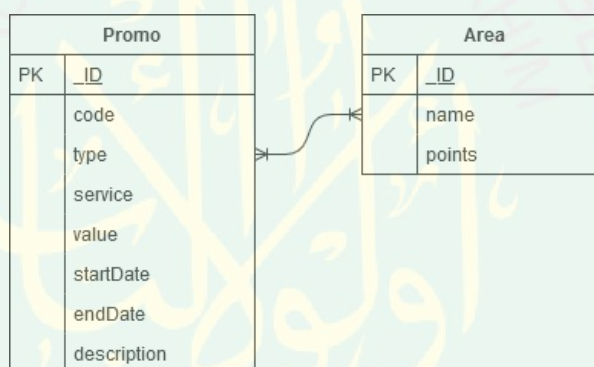 Promo
PK _ID
code
type
service
value
startDate
endDate
description
Area
PK _ID
name
points